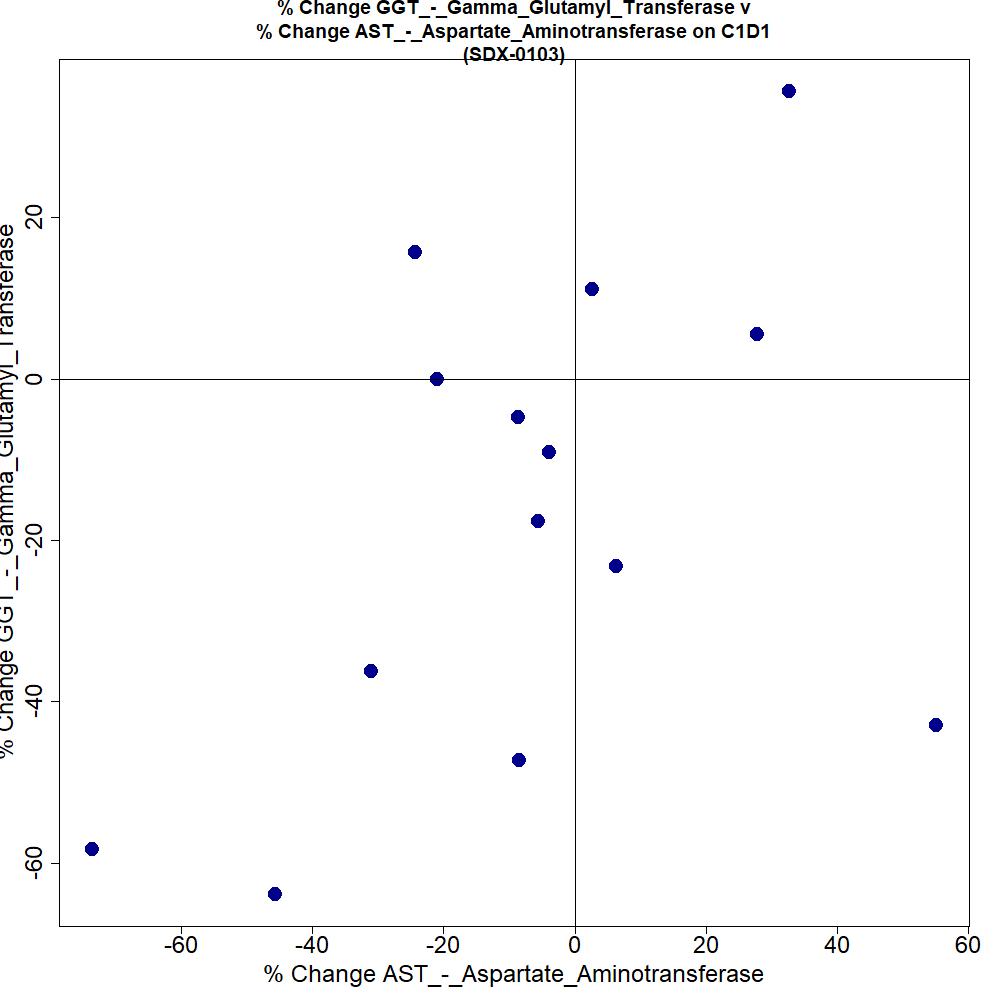 % Change GGT_-_Gamma_Glutamyl_Transferase v
% Change AST_-_Aspartate_Aminotransferase on C1D1
(SDX-0103)
% Change GGT_-_Gamma_Glutamyl_Transferase
20
0
-20
-40
-60
-60
-40
-20
0
20
40
60
% Change AST_-_Aspartate_Aminotransferase